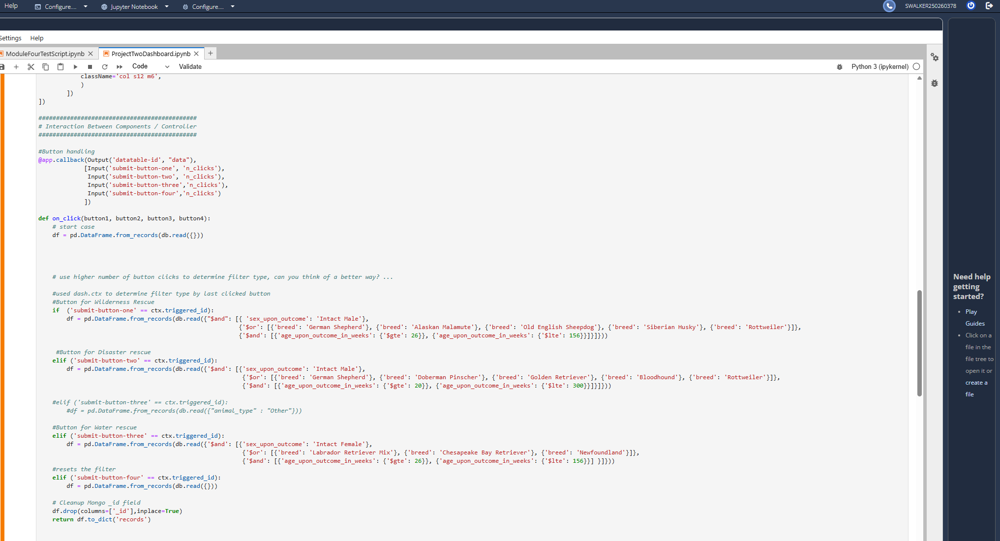 Help Configure.... Jupyter Notebook Configure.... SWALKER250260378
Settings Help
ModuleFourTestScript.ipynb ProjectTwoDashboard.ipynb
Code Validate Python 3 (ipykernel)
className='col s12 m6',
)
])
])
#############################################
# Interaction Between Components / Controller
#############################################
#Button handling
@app.callback(Output('datatable-id', "data"),
[Input('submit-button-one', 'n_clicks'),
Input('submit-button-two', 'n_clicks'),
Input('submit-button-three','n_clicks'),
Input('submit-button-four','n_clicks')
])
def on_click(button1, button2, button3, button4):
# start case
df = pd.DataFrame.from_records(db.read({}))
# use higher number of button clicks to determine filter type, can you think of a better way? ...
#used dash.ctx to determine filter type by last clicked button
#Button for Wilderness Rescue
if  ('submit-button-one' == ctx.triggered_id):
df = pd.DataFrame.from_records(db.read({"$and": [{ 'sex_upon_outcome': 'Intact Male'},
{'$or': [{'breed': 'German Shepherd'}, {'breed': 'Alaskan Malamute'}, {'breed': 'Old English Sheepdog'}, {'breed': 'Siberian Husky'}, {'breed': 'Rottweiler'}]},
{'$and': [{'age_upon_outcome_in_weeks': {'$gte': 26}}, {'age_upon_outcome_in_weeks': {'$lte': 156}}]}]}))
#Button for Disaster rescue
elif ('submit-button-two' == ctx.triggered_id):
df = pd.DataFrame.from_records(db.read({'$and': [{'sex_upon_outcome': 'Intact Male'},
{'$or': [{'breed': 'German Shepherd'}, {'breed': 'Doberman Pinscher'}, {'breed': 'Golden Retriever'}, {'breed': 'Bloodhound'}, {'breed': 'Rottweiler'}]},
{'$and': [{'age_upon_outcome_in_weeks': {'$gte': 20}}, {'age_upon_outcome_in_weeks': {'$lte': 300}}]}]}))
#elif ('submit-button-three' == ctx.triggered_id):
#df = pd.DataFrame.from_records(db.read({"animal_type" : "Other"}))
#Button for Water rescue
elif ('submit-button-three' == ctx.triggered_id):
df = pd.DataFrame.from_records(db.read({'$and': [{'sex_upon_outcome': 'Intact Female'},
{'$or': [{'breed': 'Labrador Retriever Mix'}, {'breed': 'Chesapeake Bay Retriever'}, {'breed': 'Newfoundland'}]},
{'$and': [{'age_upon_outcome_in_weeks': {'$gte': 26}}, {'age_upon_outcome_in_weeks': {'$lte': 156}}] }]}))
#resets the filter
elif ('submit-button-four' == ctx.triggered_id):
df = pd.DataFrame.from_records(db.read({}))
# Cleanup Mongo _id field
df.drop(columns=['_id'],inplace=True)
return df.to_dict('records')
Need help
getting
started?
Play
Guides
Click on a
file in the
file tree to
open it or
create a
file